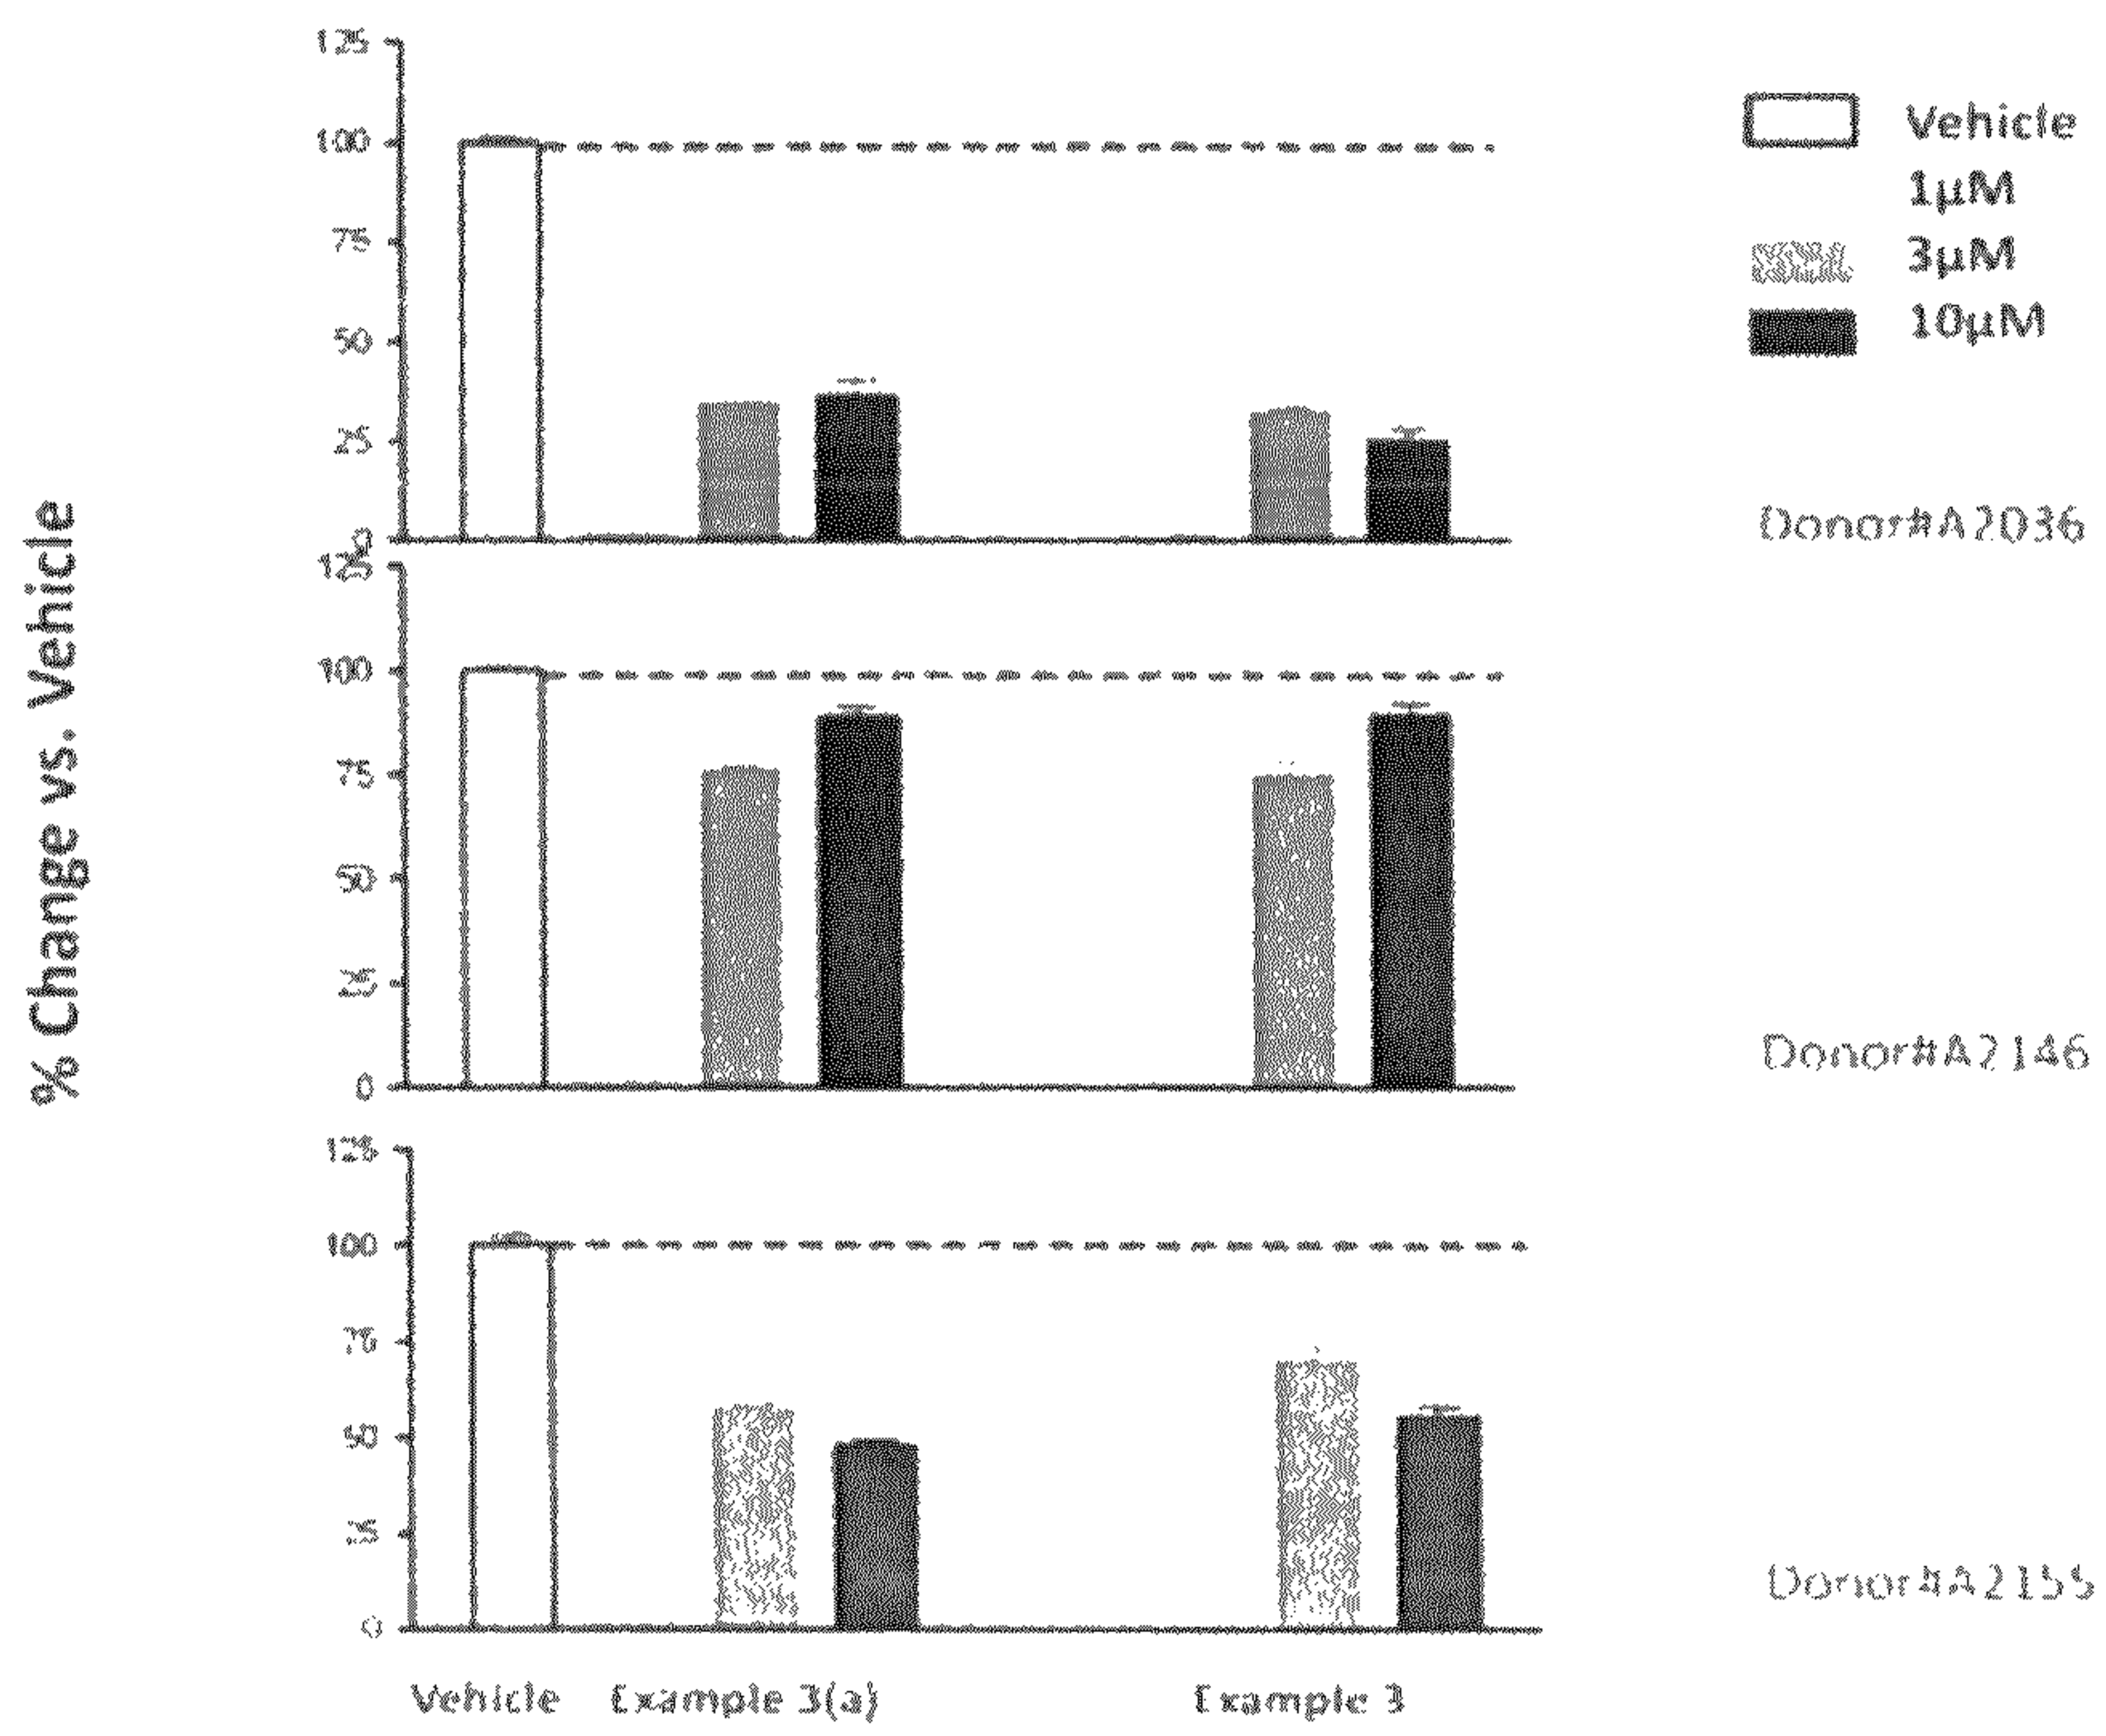 % Change vs. Vehicle
125
100
75
50
25
0
Vehicle
1µM
3µM
10µM
Donor#A2036
125
100
75
50
25
0
Donor#A2146
125
100
75
50
25
0
Donor#A2155
Vehicle
Example 3(a)
Example 3